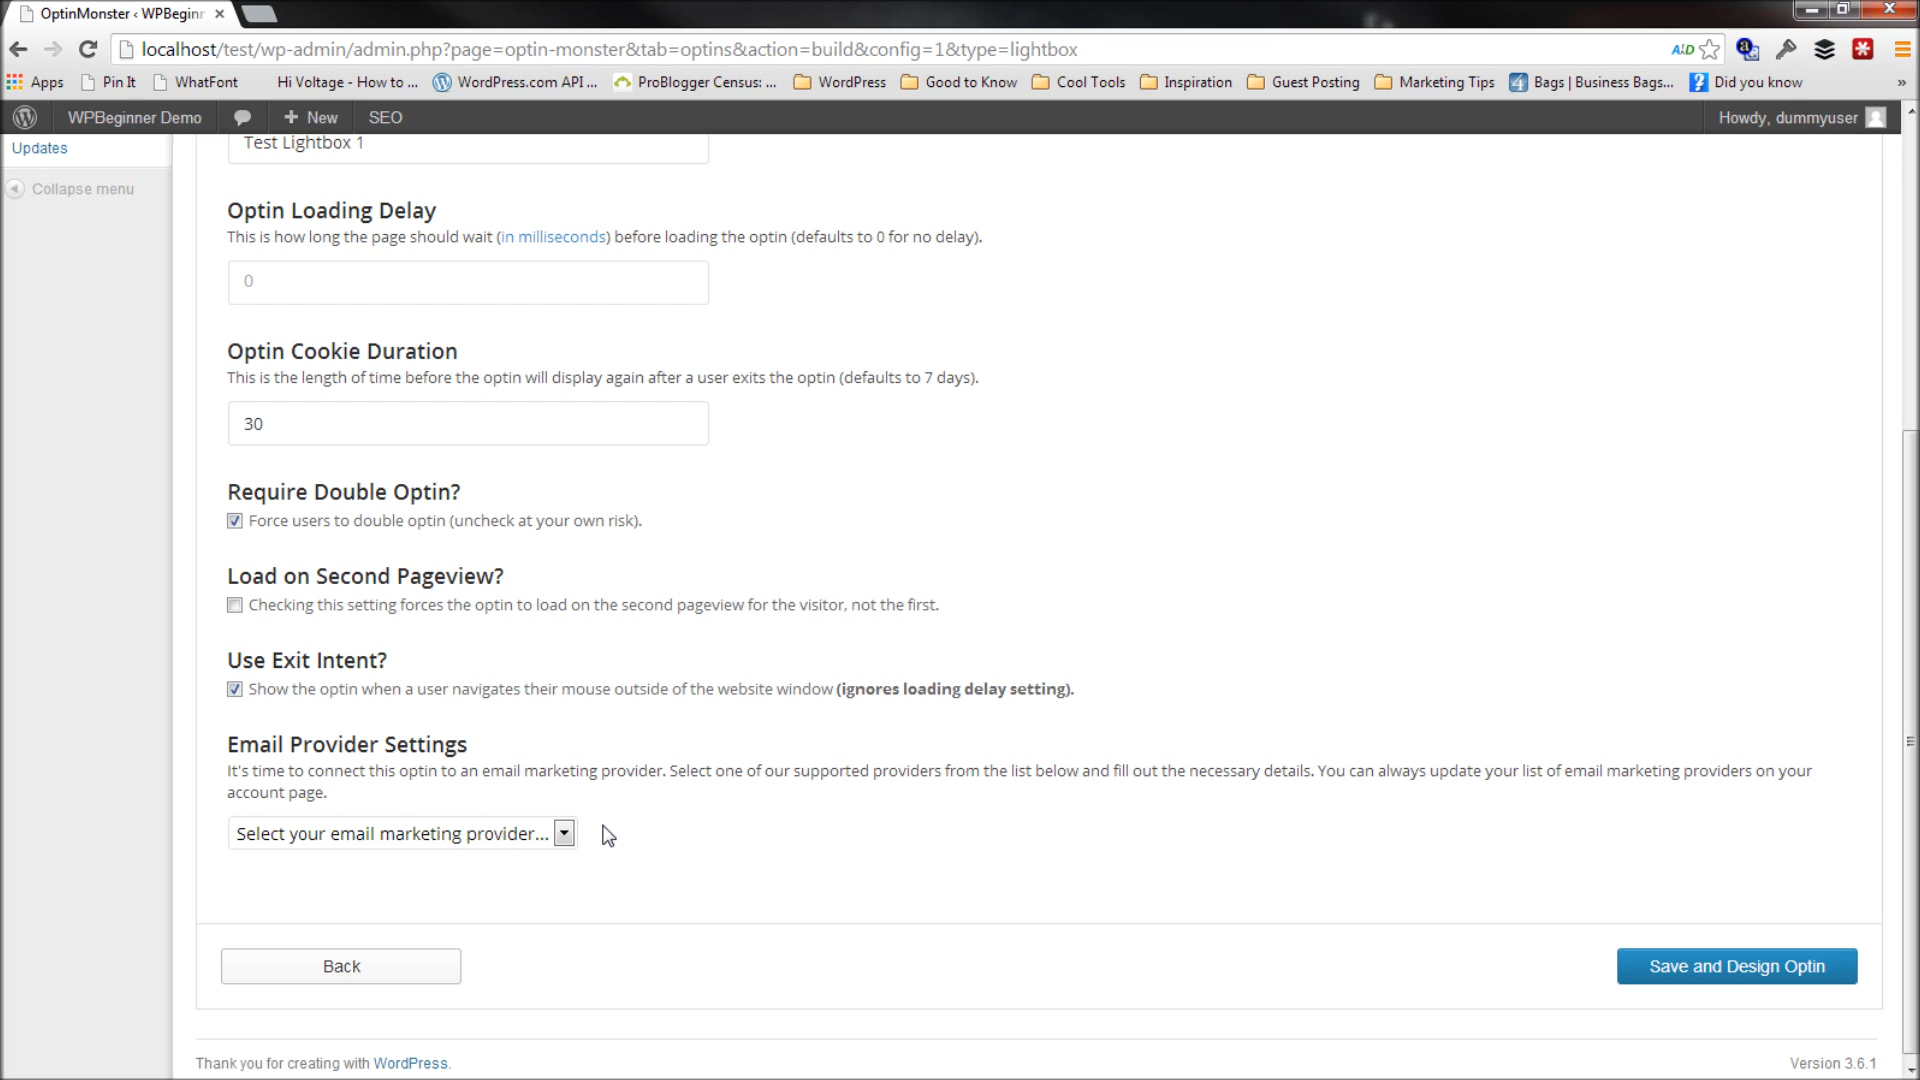 OptinMonster ‹ WPBeginr
localhost/test/wp-admin/admin.php?page=optin-monster&tab=optins&action=build&config=1&type=lightbox
Apps Pin It WhatFont Hi Voltage - How to ... WordPress.com API ... ProBlogger Census: ... WordPress Good to Know Cool Tools Inspiration Guest Posting Marketing Tips Bags | Business Bags... Did you know »
WPBeginner Demo + New SEO Howdy, dummyuser
Updates
Collapse menu
Test Lightbox 1
Optin Loading Delay
This is how long the page should wait (in milliseconds) before loading the optin (defaults to 0 for no delay).
0
Optin Cookie Duration
This is the length of time before the optin will display again after a user exits the optin (defaults to 7 days).
30
Require Double Optin?
Force users to double optin (uncheck at your own risk).
Load on Second Pageview?
Checking this setting forces the optin to load on the second pageview for the visitor, not the first.
Use Exit Intent?
Show the optin when a user navigates their mouse outside of the website window (ignores loading delay setting).
Email Provider Settings
It's time to connect this optin to an email marketing provider. Select one of our supported providers from the list below and fill out the necessary details. You can always update your list of email marketing providers on your
account page.
Select your email marketing provider...
Back
Save and Design Optin
Thank you for creating with WordPress.
Version 3.6.1